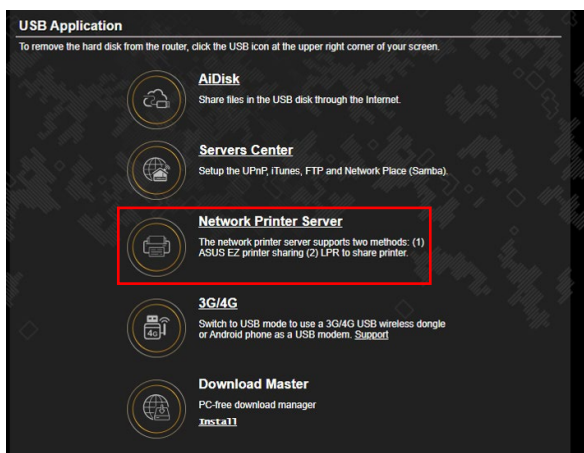 USB Application
To remove the hard disk from the router, click the USB icon at the upper right corner of your screen.
AiDisk
Share files in the USB disk through the Internet.
Servers Center
Setup the UPnP, iTunes, FTP and Network Place (Samba).
Network Printer Server
The network printer server supports two methods: (1)
ASUS EZ printer sharing (2) LPR to share printer.
3G/4G
4G
Switch to USB mode to use a 3G/4G USB wireless dongle
or Android phone as a USB modem. Support
Download Master
PC-free download manager
Install